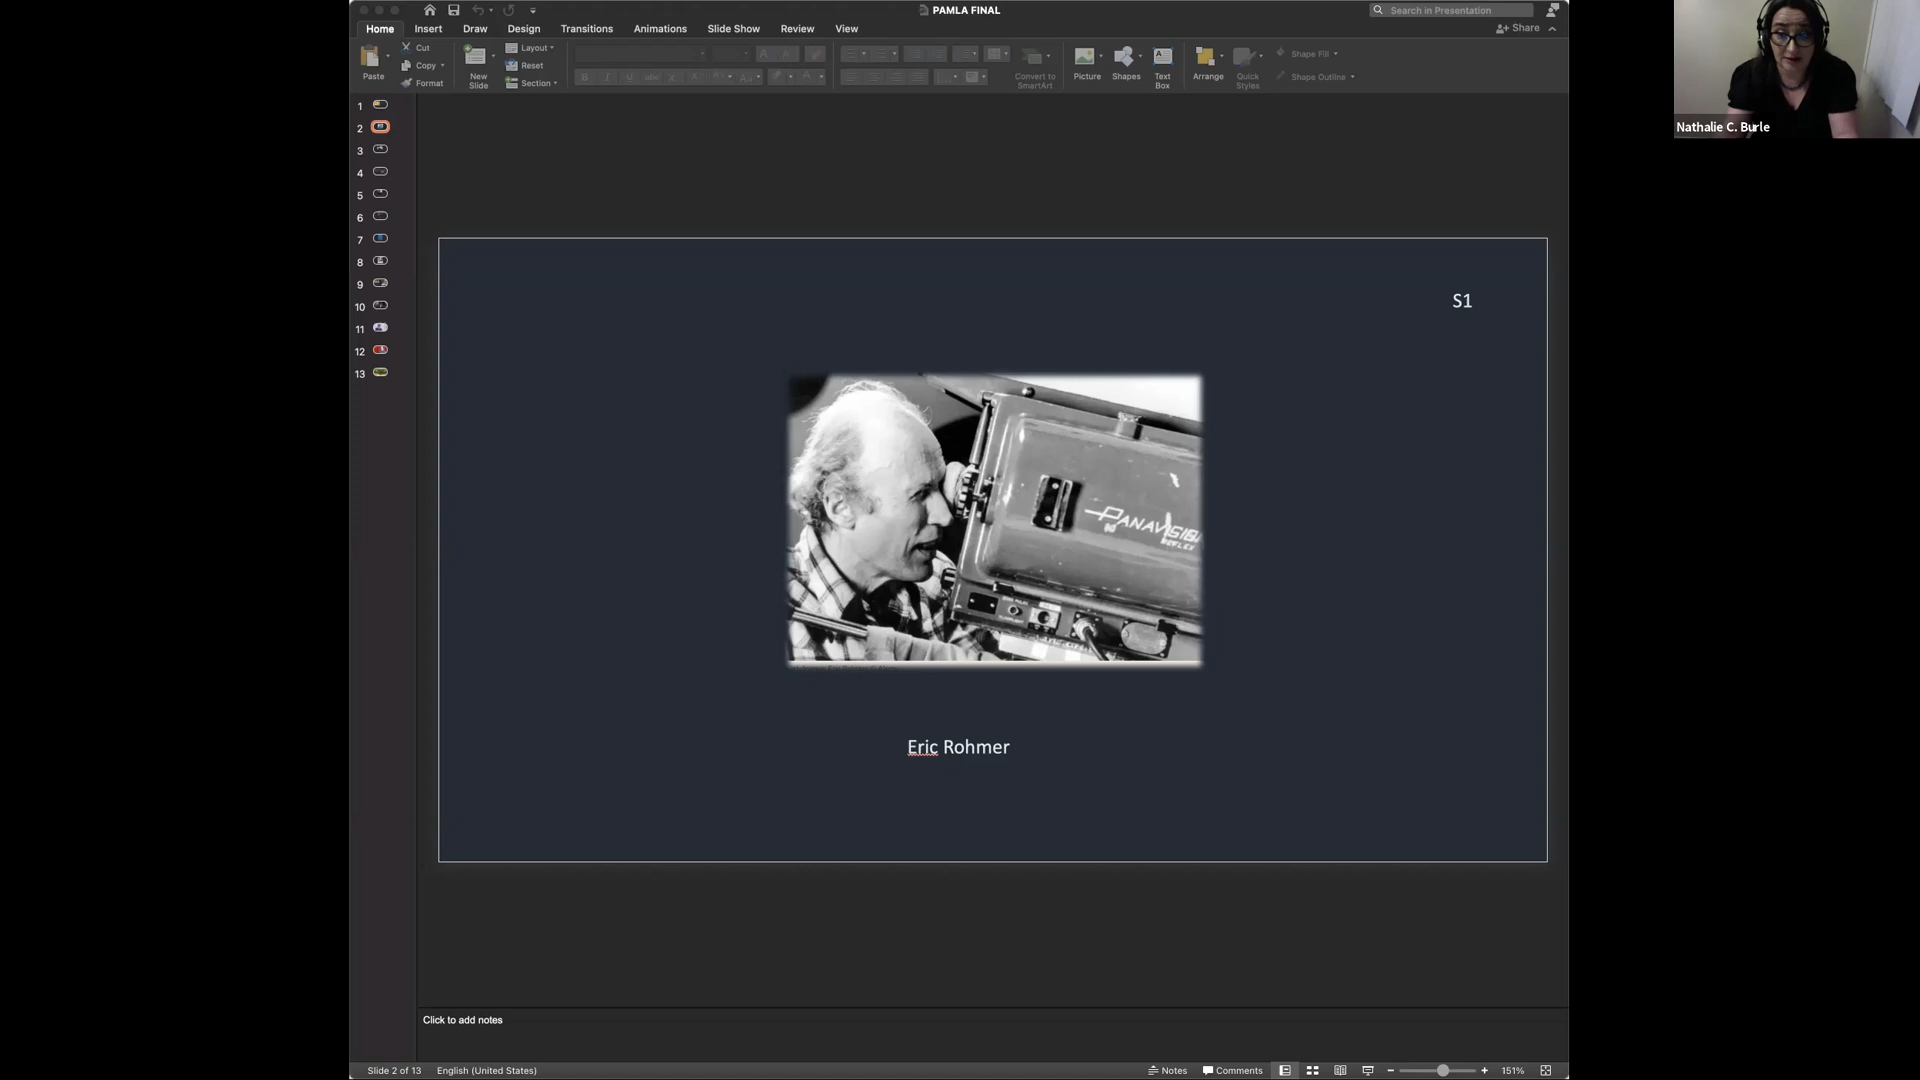 PAMLA FINAL
Search in Presentation
Home Insert Draw Design Transitions Animations Slide Show Review View
Share
Paste
Cut
Copy
Format
New Slide
Layout
Reset
Section
Convert to SmartArt
Picture
Shapes
Text Box
Arrange
Quick Styles
Shape Fill
Shape Outline
Nathalie C. Burle
1
2
3
4
5
6
7
8
9
10
11
12
13
S1
PANAVISION
REFLEX
Eric Rohmer
Click to add notes
Slide 2 of 13 English (United States) Notes Comments 151%